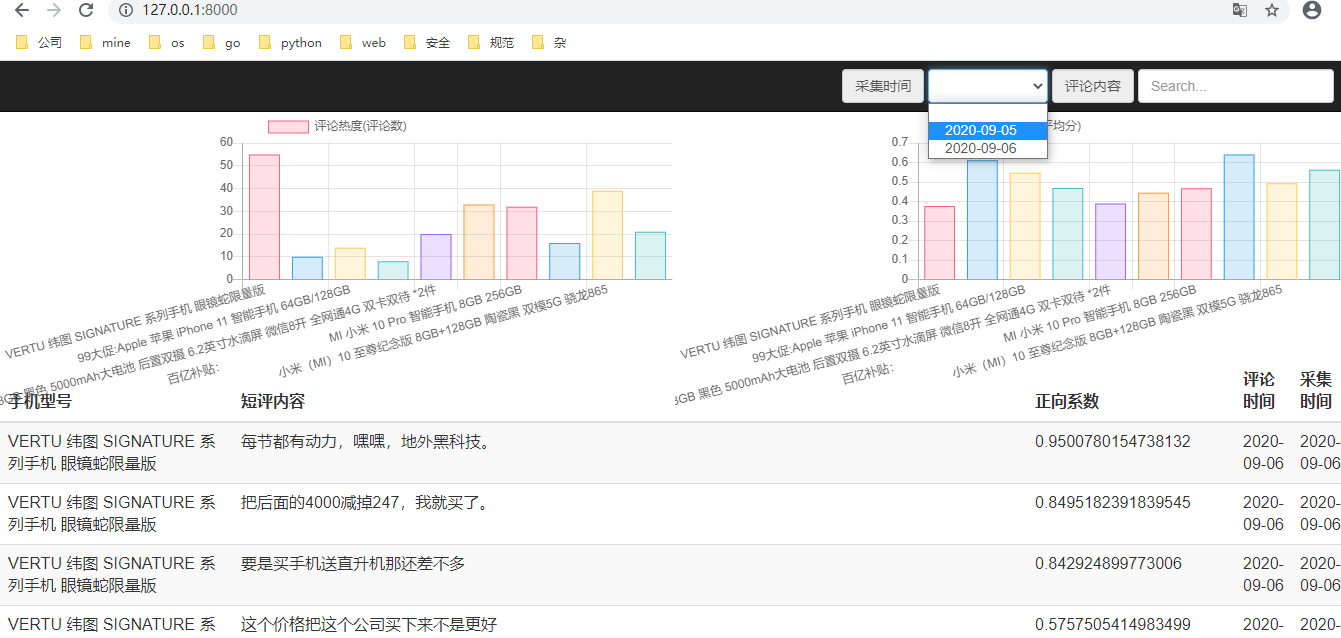 127.0.0.1:8000
公司 mine os go python web 安全 规范 杂
采集时间 评论内容 Search...
2020-09-05
2020-09-06
评论热度(评论数)
60
50
40
30
20
10
0
VERTU 纬图 SIGNATURE 系列手机 眼镜蛇限量版
99大促:Apple 苹果 iPhone 11 智能手机 64GB/128GB
8GB 黑色 5000mAh大电池 后置双摄 6.2英寸水滴屏 微信8开 全网通4G 双卡双待 *2件
百亿补贴：
MI 小米 10 Pro 智能手机 8GB 256GB
小米（MI）10 至尊纪念版 8GB+128GB 陶瓷黑 双模5G 骁龙865
平均分)
0.7
0.6
0.5
0.4
0.3
0.2
0.1
0
VERTU 纬图 SIGNATURE 系列手机 眼镜蛇限量版
99大促:Apple 苹果 iPhone 11 智能手机 64GB/128GB
3GB 黑色 5000mAh大电池 后置双摄 6.2英寸水滴屏 微信8开 全网通4G 双卡双待 *2件
百亿补贴：
MI 小米 10 Pro 智能手机 8GB 256GB
小米（MI）10 至尊纪念版 8GB+128GB 陶瓷黑 双模5G 骁龙865
手机型号 短评内容 正向系数 评论 采集
时间 时间
VERTU 纬图 SIGNATURE 系 每节都有动力，嘿嘿，地外黑科技。 0.9500780154738132 2020- 2020-
列手机 眼镜蛇限量版 09-06 09-06
VERTU 纬图 SIGNATURE 系 把后面的4000减掉247，我就买了。 0.8495182391839545 2020- 2020-
列手机 眼镜蛇限量版 09-06 09-06
VERTU 纬图 SIGNATURE 系 要是买手机送直升机那还差不多 0.842924899773006 2020- 2020-
列手机 眼镜蛇限量版 09-06 09-06
VERTU 纬图 SIGNATURE 系 这个价格把这个公司买下来不是更好 0.5757505414983499 2020- 2020-